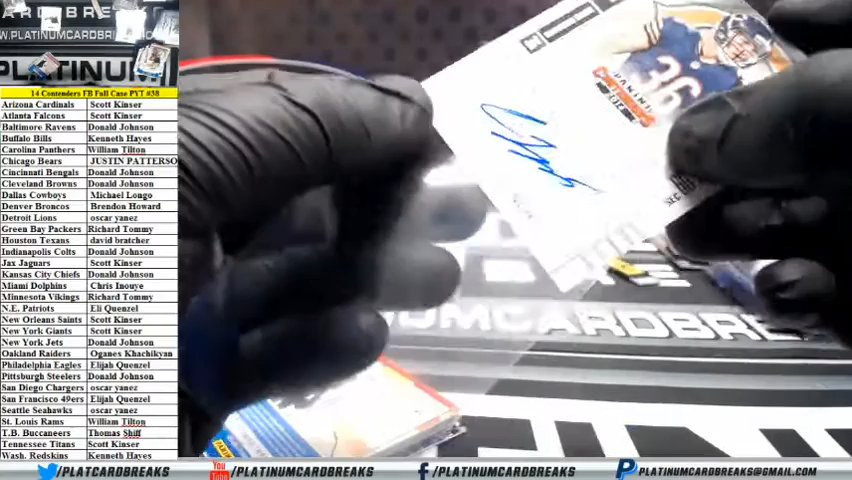 WWW.PLATINUMCARDBREAKS
PLATINUM
14 Contenders FB Full Case PYT #38
Arizona Cardinals Scott Kinser
Atlanta Falcons Scott Kinser
Baltimore Ravens Donald Johnson
Buffalo Bills Kenneth Hayes
Carolina Panthers William Tilton
Chicago Bears JUSTIN PATTERSO
Cincinnati Bengals Donald Johnson
Cleveland Browns Donald Johnson
Dallas Cowboys Michael Longo
Denver Broncos Brendon Howard
Detroit Lions oscar yanez
Green Bay Packers Richard Tommy
Houston Texans david bratcher
Indianapolis Colts Donald Johnson
Jax Jaguars Scott Kinser
Kansas City Chiefs Donald Johnson
Miami Dolphins Chris Inouye
Minnesota Vikings Richard Tommy
N.E. Patriots Eli Quenzel
New Orleans Saints Scott Kinser
New York Giants Scott Kinser
New York Jets Donald Johnson
Oakland Raiders Oganes Khachikyan
Philadelphia Eagles Elijah Quenzel
Pittsburgh Steelers Donald Johnson
San Diego Chargers oscar yanez
San Francisco 49ers Elijah Quenzel
Seattle Seahawks oscar yanez
St. Louis Rams William Tilton
T.B. Buccaneers Thomas Shiff
Tennessee Titans Scott Kinser
Wash. Redskins Kenneth Hayes
PANINI
36
NUMCARDBRE
/PLATCARDBREAKS
You Tube /PLATINUMCARDBREAKS
/PLATINUMCARDBREAKS
PLATINUMCARDBREAKS@GMAIL.COM